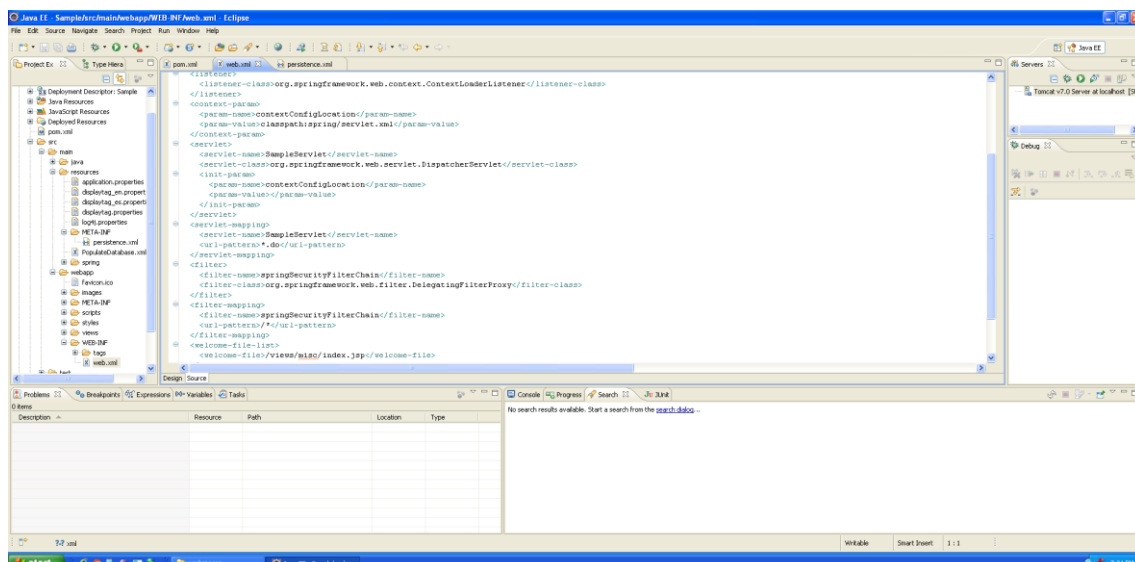 Java EE - Sample/src/main/webapp/WEB-INF/web.xml - Eclipse
File Edit Source Navigate Search Project Run Window Help
Java EE
Project Ex
Type Hiera
pom.xml
web.xml
persistence.xml
Servers
Deployment Descriptor: Sample
Java Resources
JavaScript Resources
Deployed Resources
pom.xml
src
main
java
resources
application.properties
displaytag_en.propert
displaytag_es.properti
displaytag.properties
log4j.properties
META-INF
persistence.xml
PopulateDatabase.xml
spring
webapp
favicon.ico
images
META-INF
scripts
styles
views
WEB-INF
tags
web.xml
<listener>
<listener-class>org.springframework.web.context.ContextLoaderListener</listener-class>
</listener>
<context-param>
<param-name>contextConfigLocation</param-name>
<param-value>classpath:spring/servlet.xml</param-value>
</context-param>
<servlet>
<servlet-name>SampleServlet</servlet-name>
<servlet-class>org.springframework.web.servlet.DispatcherServlet</servlet-class>
<init-param>
<param-name>contextConfigLocation</param-name>
<param-value></param-value>
</init-param>
</servlet>
<servlet-mapping>
<servlet-name>SampleServlet</servlet-name>
<url-pattern>*.do</url-pattern>
</servlet-mapping>
<filter>
<filter-name>springSecurityFilterChain</filter-name>
<filter-class>org.springframework.web.filter.DelegatingFilterProxy</filter-class>
</filter>
<filter-mapping>
<filter-name>springSecurityFilterChain</filter-name>
<url-pattern>/*</url-pattern>
</filter-mapping>
<welcome-file-list>
<welcome-file>/views/misc/index.jsp</welcome-file>
Design Source
Tomcat v7.0 Server at localhost
Debug
Problems Breakpoints Expressions Variables Tasks
0 items
Description Resource Path Location Type
Console Progress Search JUnit
No search results available. Start a search from the search dialog...
xml
Writable Smart Insert 1 : 1